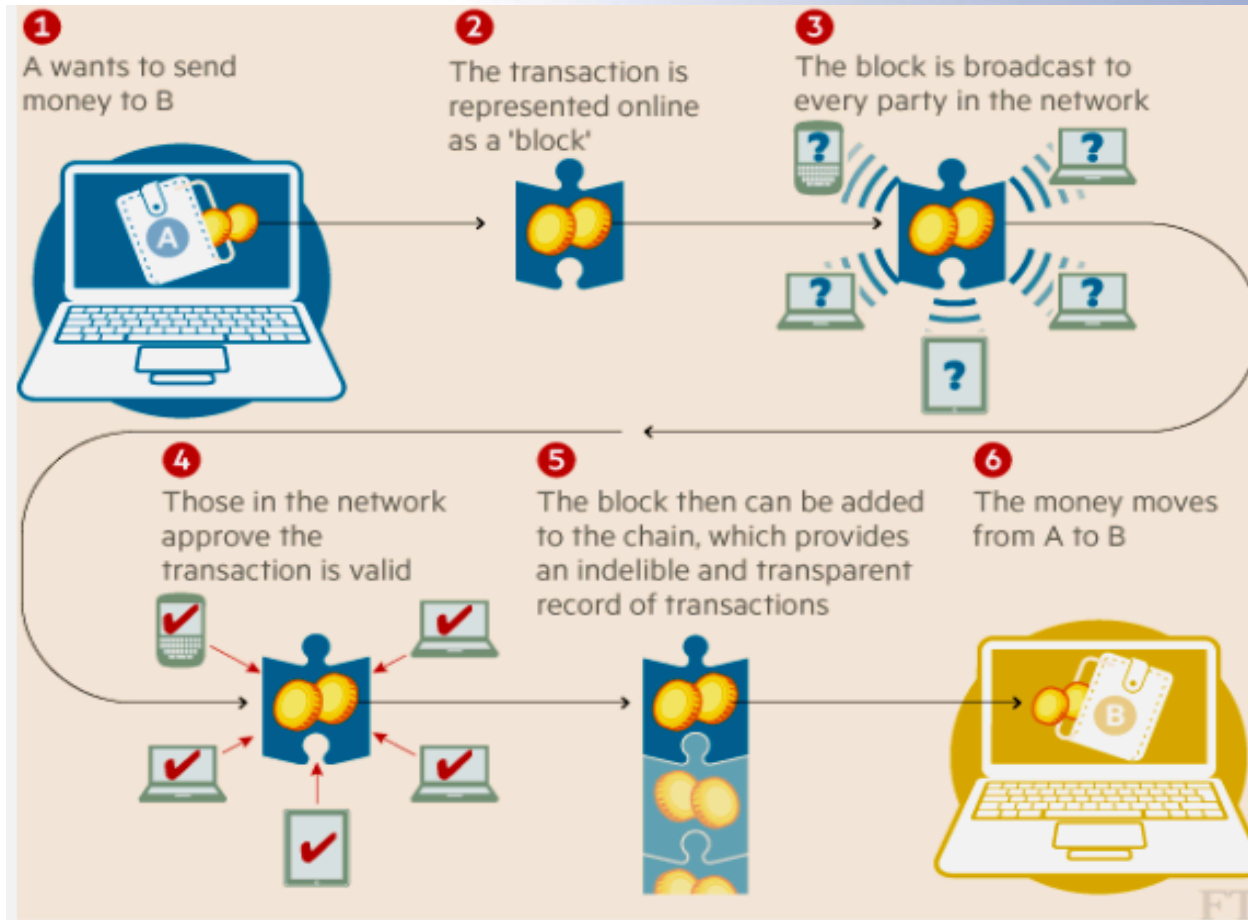 1
A wants to send
money to B
2
The transaction is
represented online
as a 'block'
3
The block is broadcast to
every party in the network
?
?
?
?
?
A
4
Those in the network
approve the
transaction is valid
5
The block then can be added
to the chain, which provides
an indelible and transparent
record of transactions
6
The money moves
from A to B
B
FT